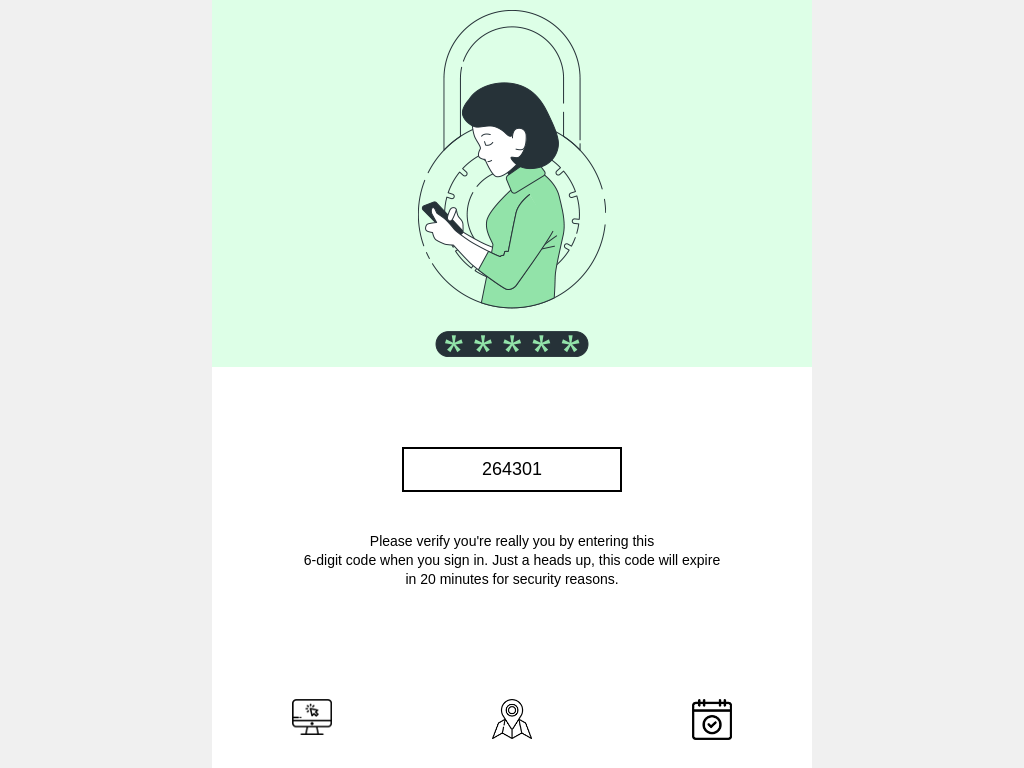 * * * * *
264301
Please verify you're really you by entering this
6-digit code when you sign in. Just a heads up, this code will expire
in 20 minutes for security reasons.